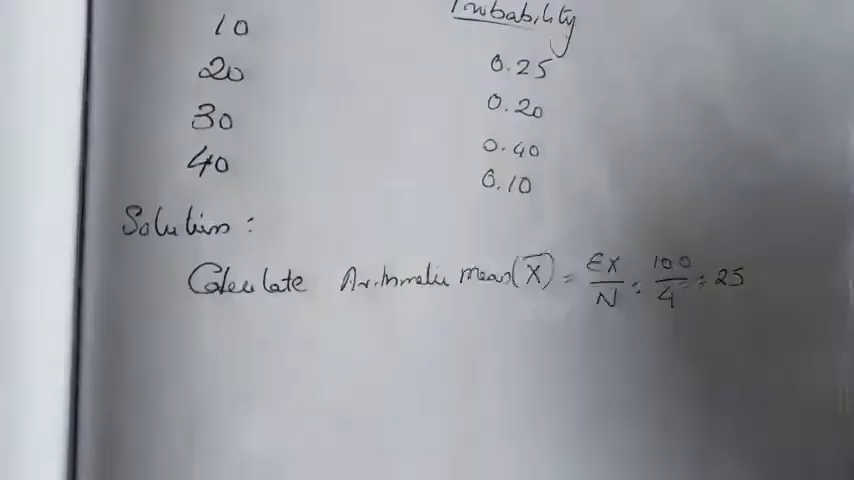 Probability
10 0.25
20 0.20
30 0.40
40 0.10
Solution:
Calculate Arithmetic mean (X̅) = ΣX/N = 100/4 = 25